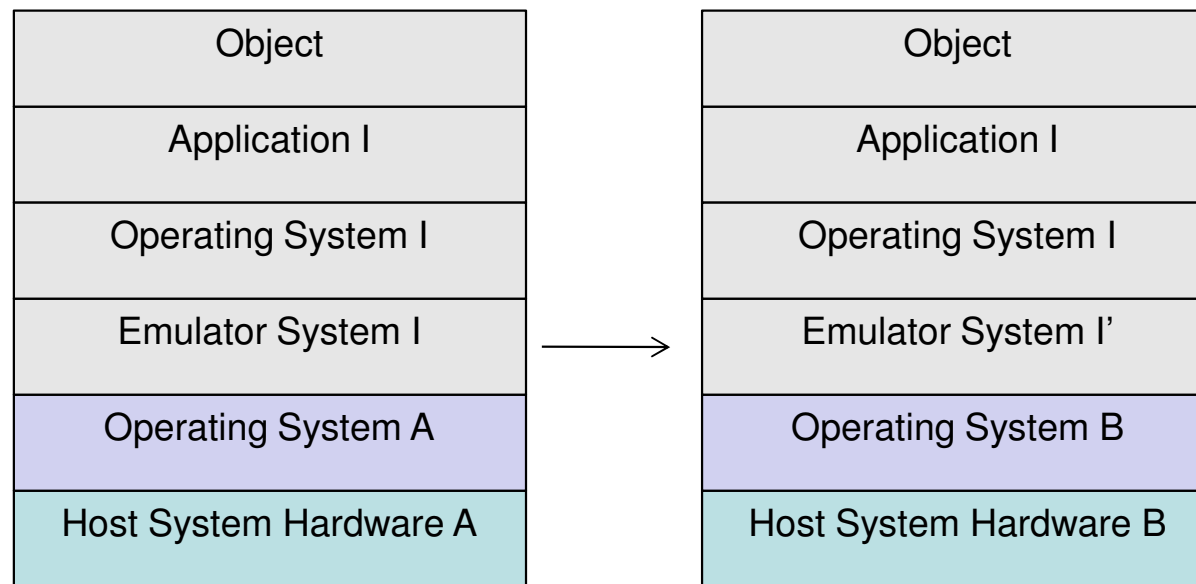 Object
Application I
Operating System I
Emulator System I
Operating System A
Host System Hardware A
Object
Application I
Operating System I
Emulator System I’
Operating System B
Host System Hardware B